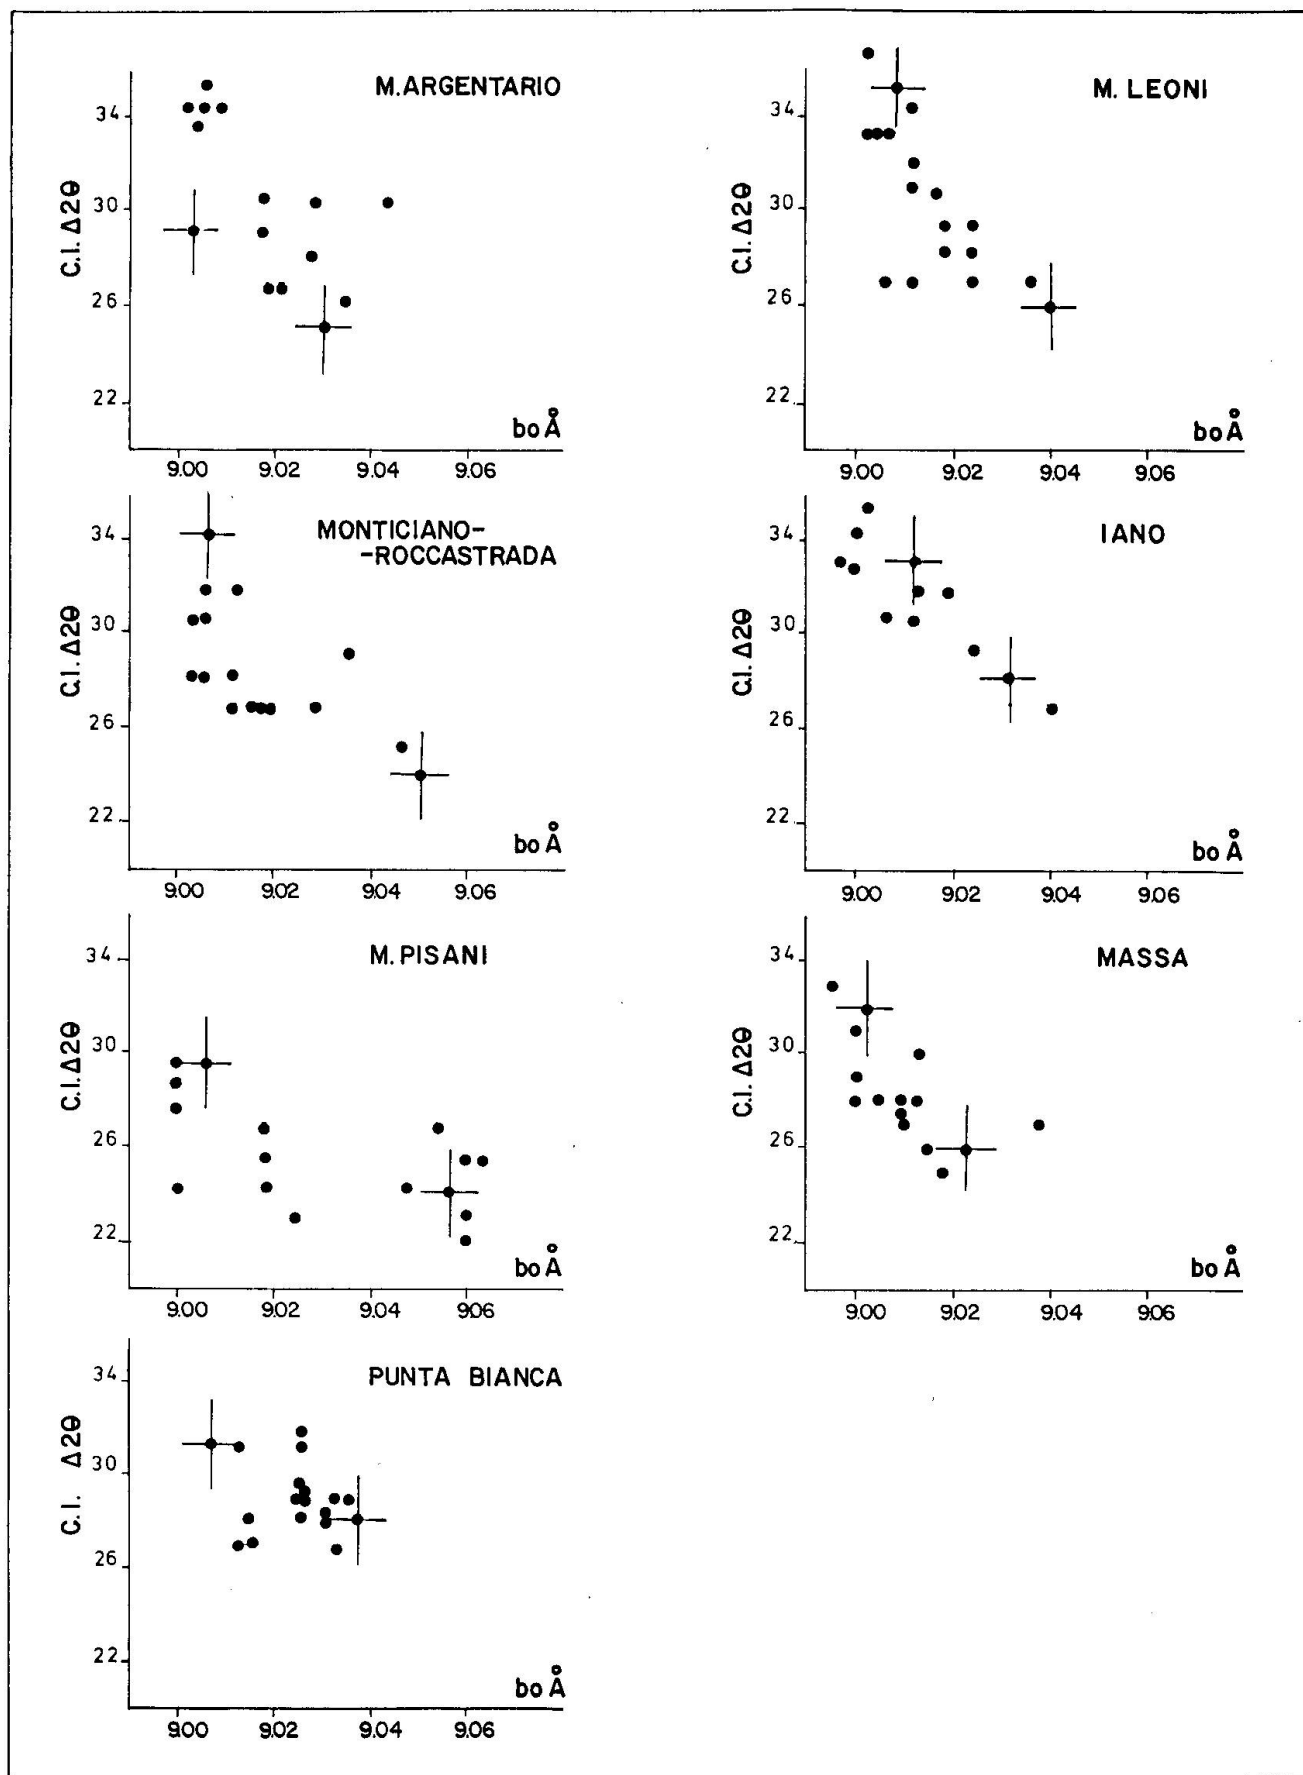 M. ARGENTARIO
C.I. Δ2θ
34
30
26
22
bo Å
9.00 9.02 9.04 9.06
M. LEONI
C.I. Δ2θ
34
30
26
22
bo Å
9.00 9.02 9.04 9.06
MONTICIANO-
-ROCCASTRADA
C.I. Δ2θ
34
30
26
22
bo Å
9.00 9.02 9.04 9.06
IANO
C.I. Δ2θ
34
30
26
22
bo Å
9.00 9.02 9.04 9.06
M. PISANI
C.I. Δ2θ
34
30
26
22
bo Å
9.00 9.02 9.04 9.06
MASSA
C.I. Δ2θ
34
30
26
22
bo Å
9.00 9.02 9.04 9.06
PUNTA BIANCA
C.I. Δ2θ
34
30
26
22
bo Å
9.00 9.02 9.04 9.06